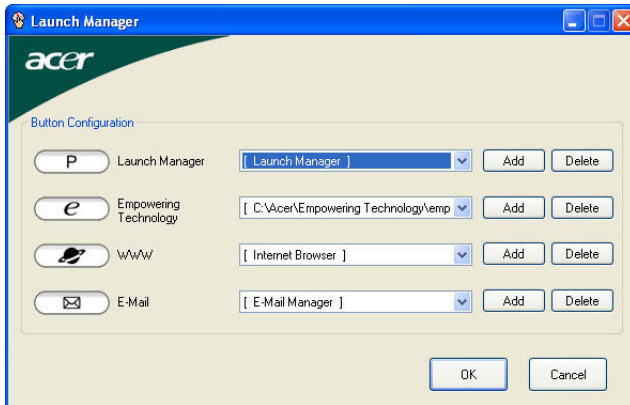 Launch Manager
acer
Button Configuration
P Launch Manager [ Launch Manager ] Add Delete
e Empowering
Technology [ C:\Acer\Empowering Technology\emp Add Delete
WWW [ Internet Browser ] Add Delete
E-Mail [ E-Mail Manager ] Add Delete
OK Cancel